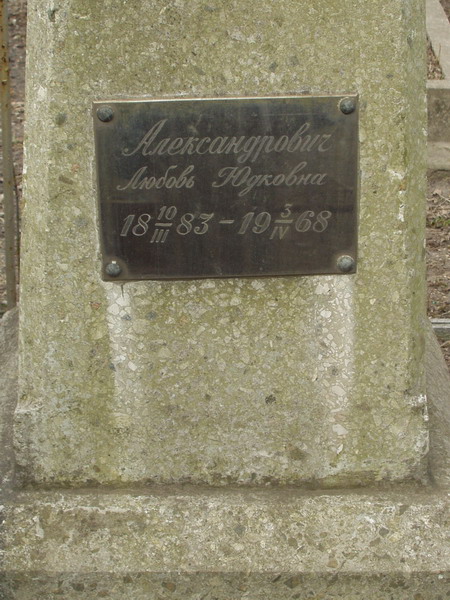 Александрович
Любовь Юдковна
18 10/III 83 - 19 3/IV 68